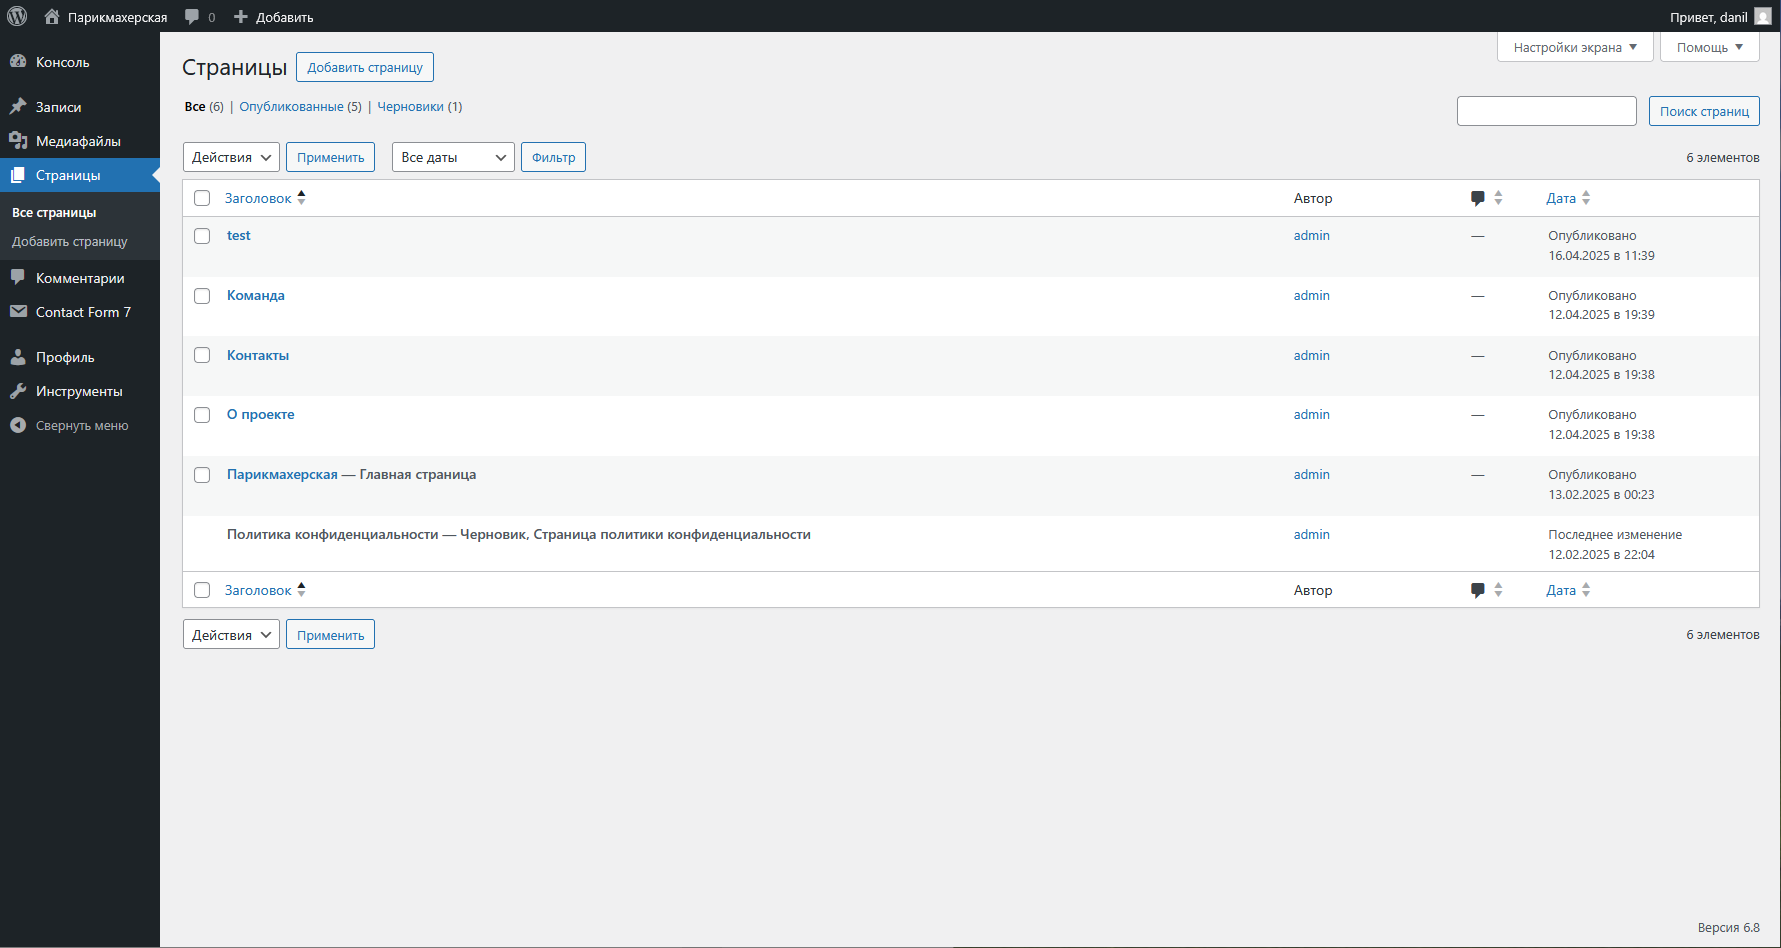 Парикмахерская 0 Добавить Привет, danil
Консоль
Записи
Медиафайлы
Страницы
Все страницы
Добавить страницу
Комментарии
Contact Form 7
Профиль
Инструменты
Свернуть меню
Настройки экрана Помощь
Страницы Добавить страницу
Все (6) | Опубликованные (5) | Черновики (1)
Поиск страниц
Действия Применить Все даты Фильтр 6 элементов
Заголовок Автор Дата
test admin — Опубликовано
16.04.2025 в 11:39
Команда admin — Опубликовано
12.04.2025 в 19:39
Контакты admin — Опубликовано
12.04.2025 в 19:38
О проекте admin — Опубликовано
12.04.2025 в 19:38
Парикмахерская — Главная страница admin — Опубликовано
13.02.2025 в 00:23
Политика конфиденциальности — Черновик, Страница политики конфиденциальности admin Последнее изменение
12.02.2025 в 22:04
Заголовок Автор Дата
Действия Применить 6 элементов
Версия 6.8